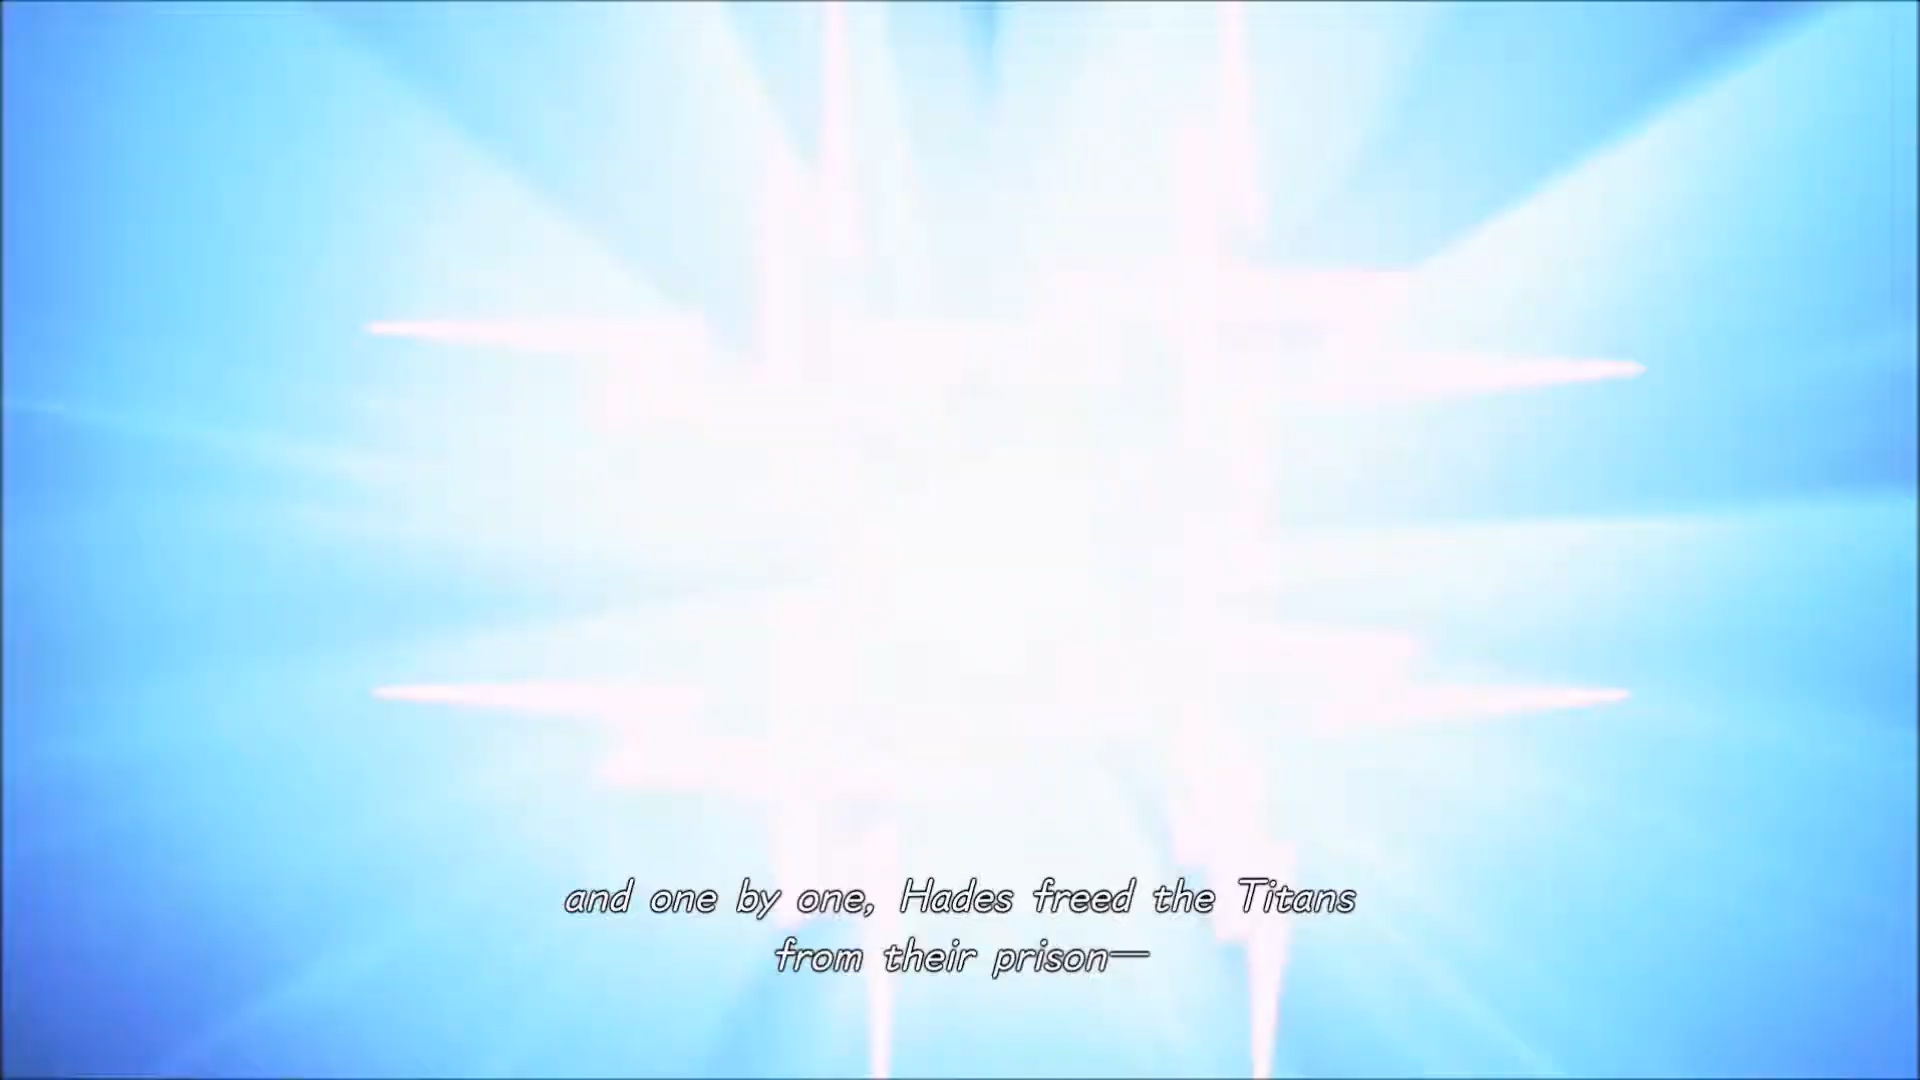 and one by one, Hades freed the Titans
from their prison—